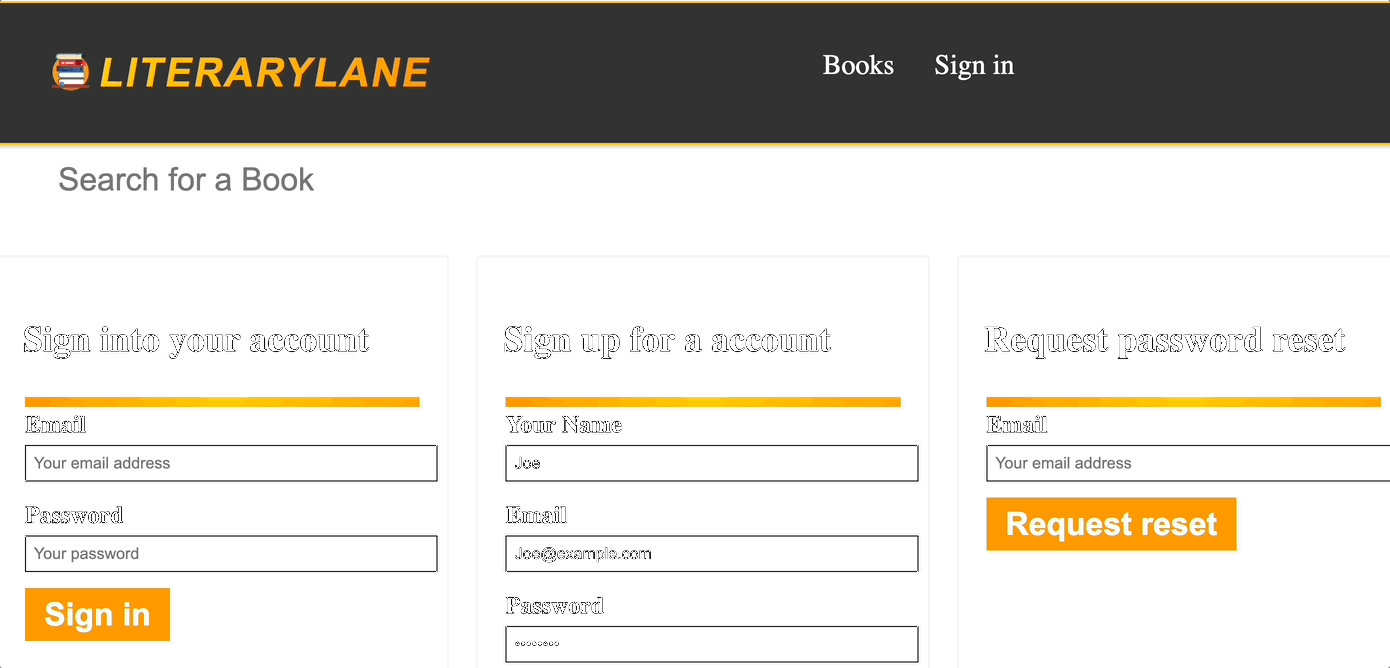 LITERARYLANE
Books Sign in
Search for a Book
Sign into your account
Email
Your email address
Password
Your password
Sign in
Sign up for a account
Your Name
Joe
Email
Joe@example.com
Password
Request password reset
Email
Your email address
Request reset